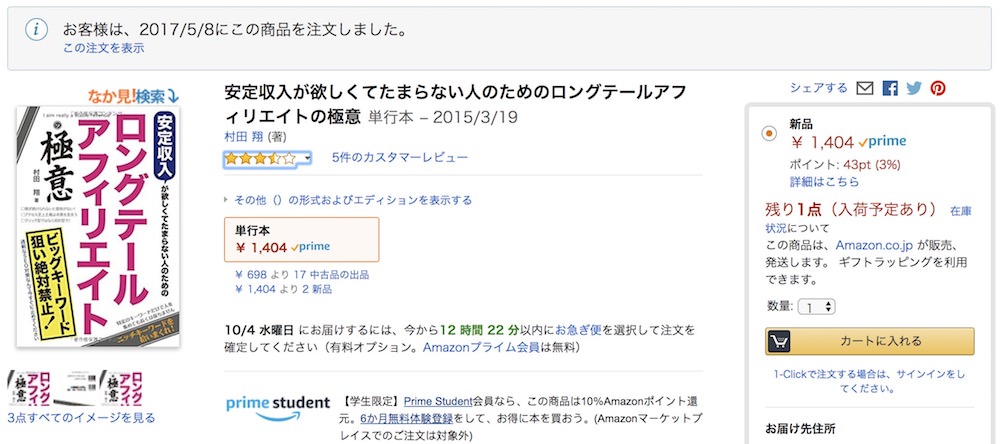 お客様は、2017/5/8にこの商品を注文しました。
この注文を表示
なか見!検索
I am really a
安定収入
が欲しくてたまらない人のための
ロングテール
アフィリエイト
の
極意
村田 翔 著
ビッグキーワード
狙い絶対禁止!
ニッチキーワードを
狙いまくれ!
3点すべてのイメージを見る
安定収入が欲しくてたまらない人のためのロングテールアフ
ィリエイトの極意 単行本 – 2015/3/19
村田 翔 (著)
5件のカスタマーレビュー
その他（）の形式およびエディションを表示する
単行本
¥ 1,404 prime
¥ 698 より 17 中古品の出品
¥ 1,404 より 2 新品
10/4 水曜日 にお届けするには、今から12 時間 22 分以内にお急ぎ便を選択して注文を
確定してください（有料オプション。Amazonプライム会員は無料）
prime student
【学生限定】Prime Student会員なら、この商品は10%Amazonポイント還
元。6か月無料体験登録をして、お得に本を買おう。(Amazonマーケットプ
レイスでのご注文は対象外)
シェアする
新品
¥ 1,404 prime
ポイント: 43pt (3%)
詳細はこちら
残り1点（入荷予定あり） 在庫
状況について
この商品は、Amazon.co.jp が販売、
発送します。 ギフトラッピングを利用
できます。
数量: 1
カートに入れる
1-Clickで注文する場合は、サインインをし
てください。
お届け先住所